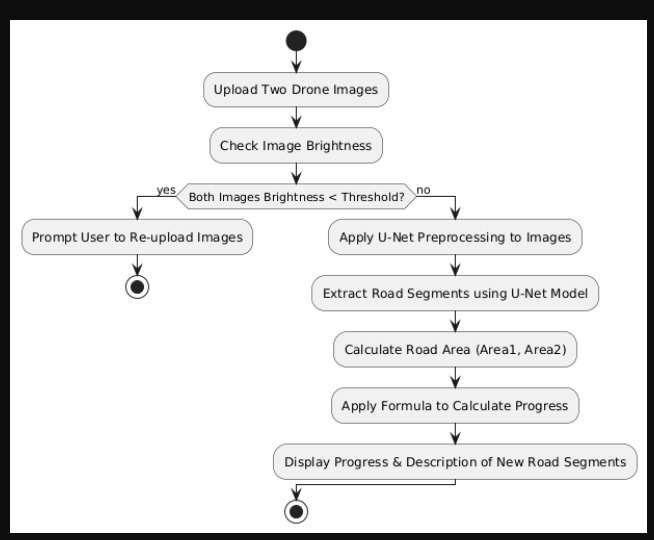 Upload Two Drone Images
Check Image Brightness
yes
Both Images Brightness < Threshold?
no
Prompt User to Re-upload Images
Apply U-Net Preprocessing to Images
Extract Road Segments using U-Net Model
Calculate Road Area (Area1, Area2)
Apply Formula to Calculate Progress
Display Progress & Description of New Road Segments